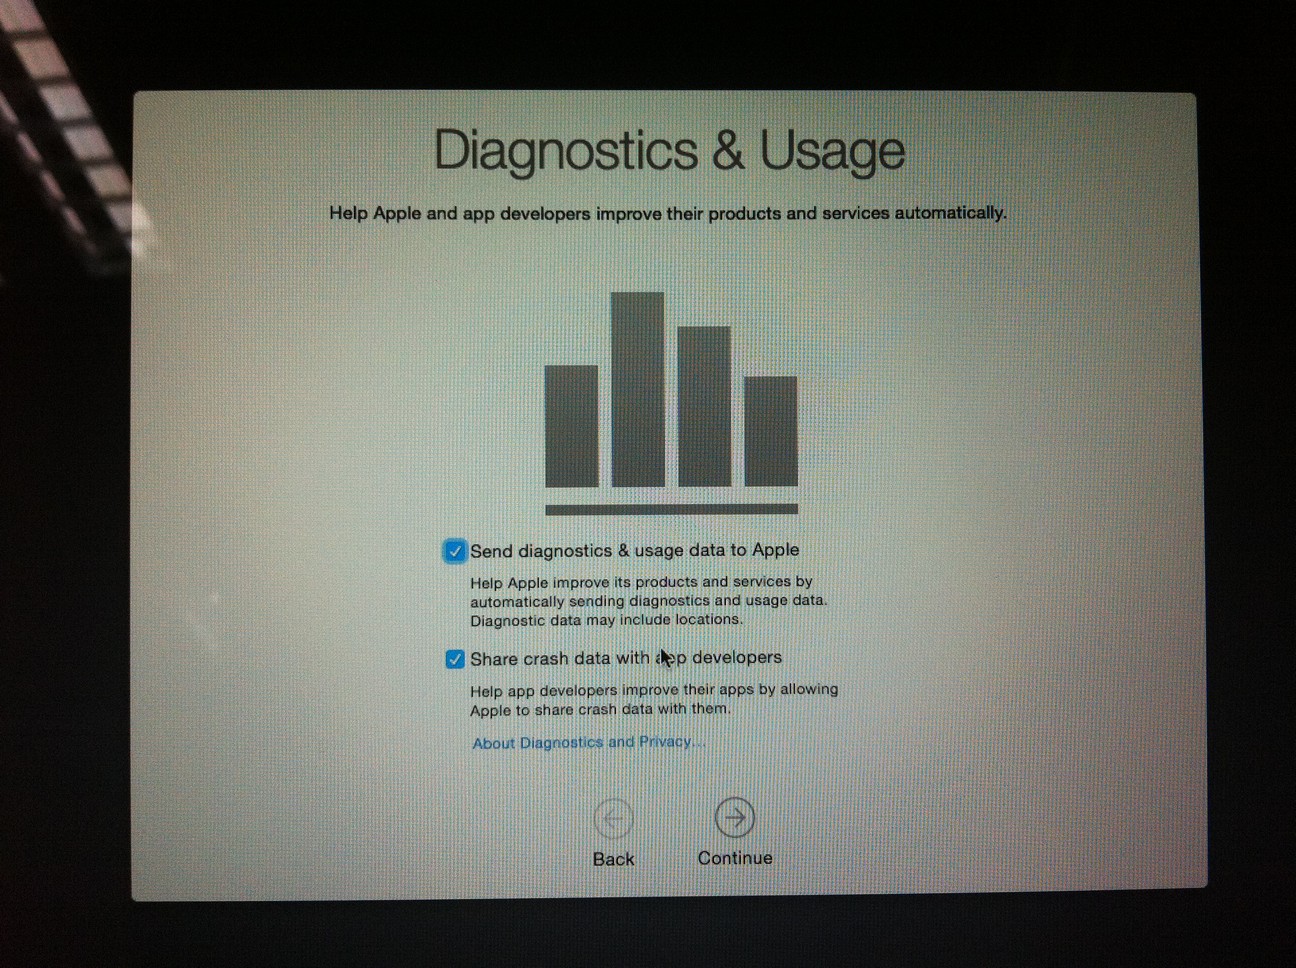 Diagnostics & Usage
Help Apple and app developers improve their products and services automatically.
Send diagnostics & usage data to Apple
Help Apple improve its products and services by
automatically sending diagnostics and usage data.
Diagnostic data may include locations.
Share crash data with app developers
Help app developers improve their apps by allowing
Apple to share crash data with them.
About Diagnostics and Privacy...
Back Continue